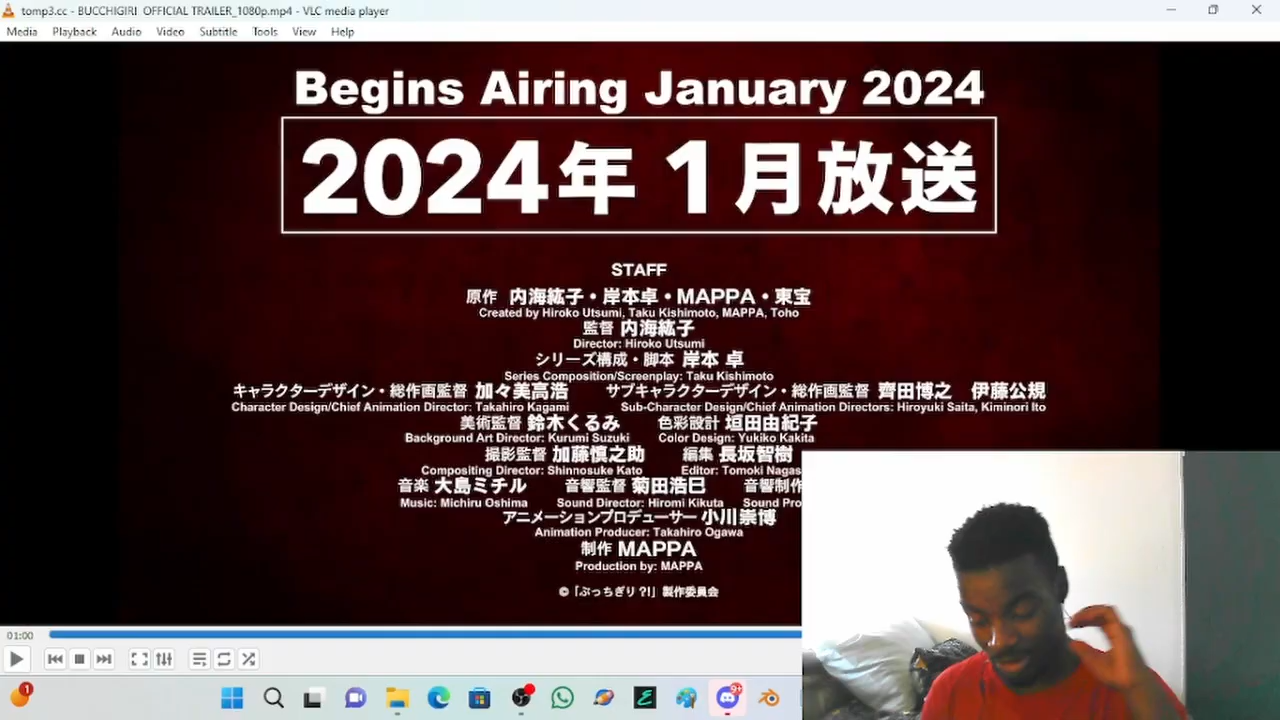 tomp3.cc - BUCCHIGIRI OFFICIAL TRAILER_1080p.mp4 - VLC media player
Media Playback Audio Video Subtitle Tools View Help
Begins Airing January 2024
2024年1月放送
STAFF
原作 内海紘子・岸本卓・MAPPA・東宝
Created by Hiroko Utsumi, Taku Kishimoto, MAPPA, Toho
監督 内海紘子
Director: Hiroko Utsumi
シリーズ構成・脚本 岸本 卓
Series Composition/Screenplay: Taku Kishimoto
キャラクターデザイン・総作画監督 加々美高浩 サブキャラクターデザイン・総作画監督 齊田博之 伊藤公規
Character Design/Chief Animation Director: Takahiro Kagami Sub-Character Design/Chief Animation Directors: Hiroyuki Saita, Kiminori Ito
美術監督 鈴木くるみ 色彩設計 垣田由紀子
Background Art Director: Kurumi Suzuki Color Design: Yukiko Kakita
撮影監督 加藤慎之助 編集 長坂智樹
Compositing Director: Shinnosuke Kato Editor: Tomoki Nagas
音楽 大島ミチル 音響監督 菊田浩巳 音響制作
Music: Michiru Oshima Sound Director: Hiromi Kikuta Sound Pro
アニメーションプロデューサー 小川崇博
Animation Producer: Takahiro Ogawa
制作 MAPPA
Production by: MAPPA
©「ぶっちぎり?!」製作委員会
01:00
1
9+